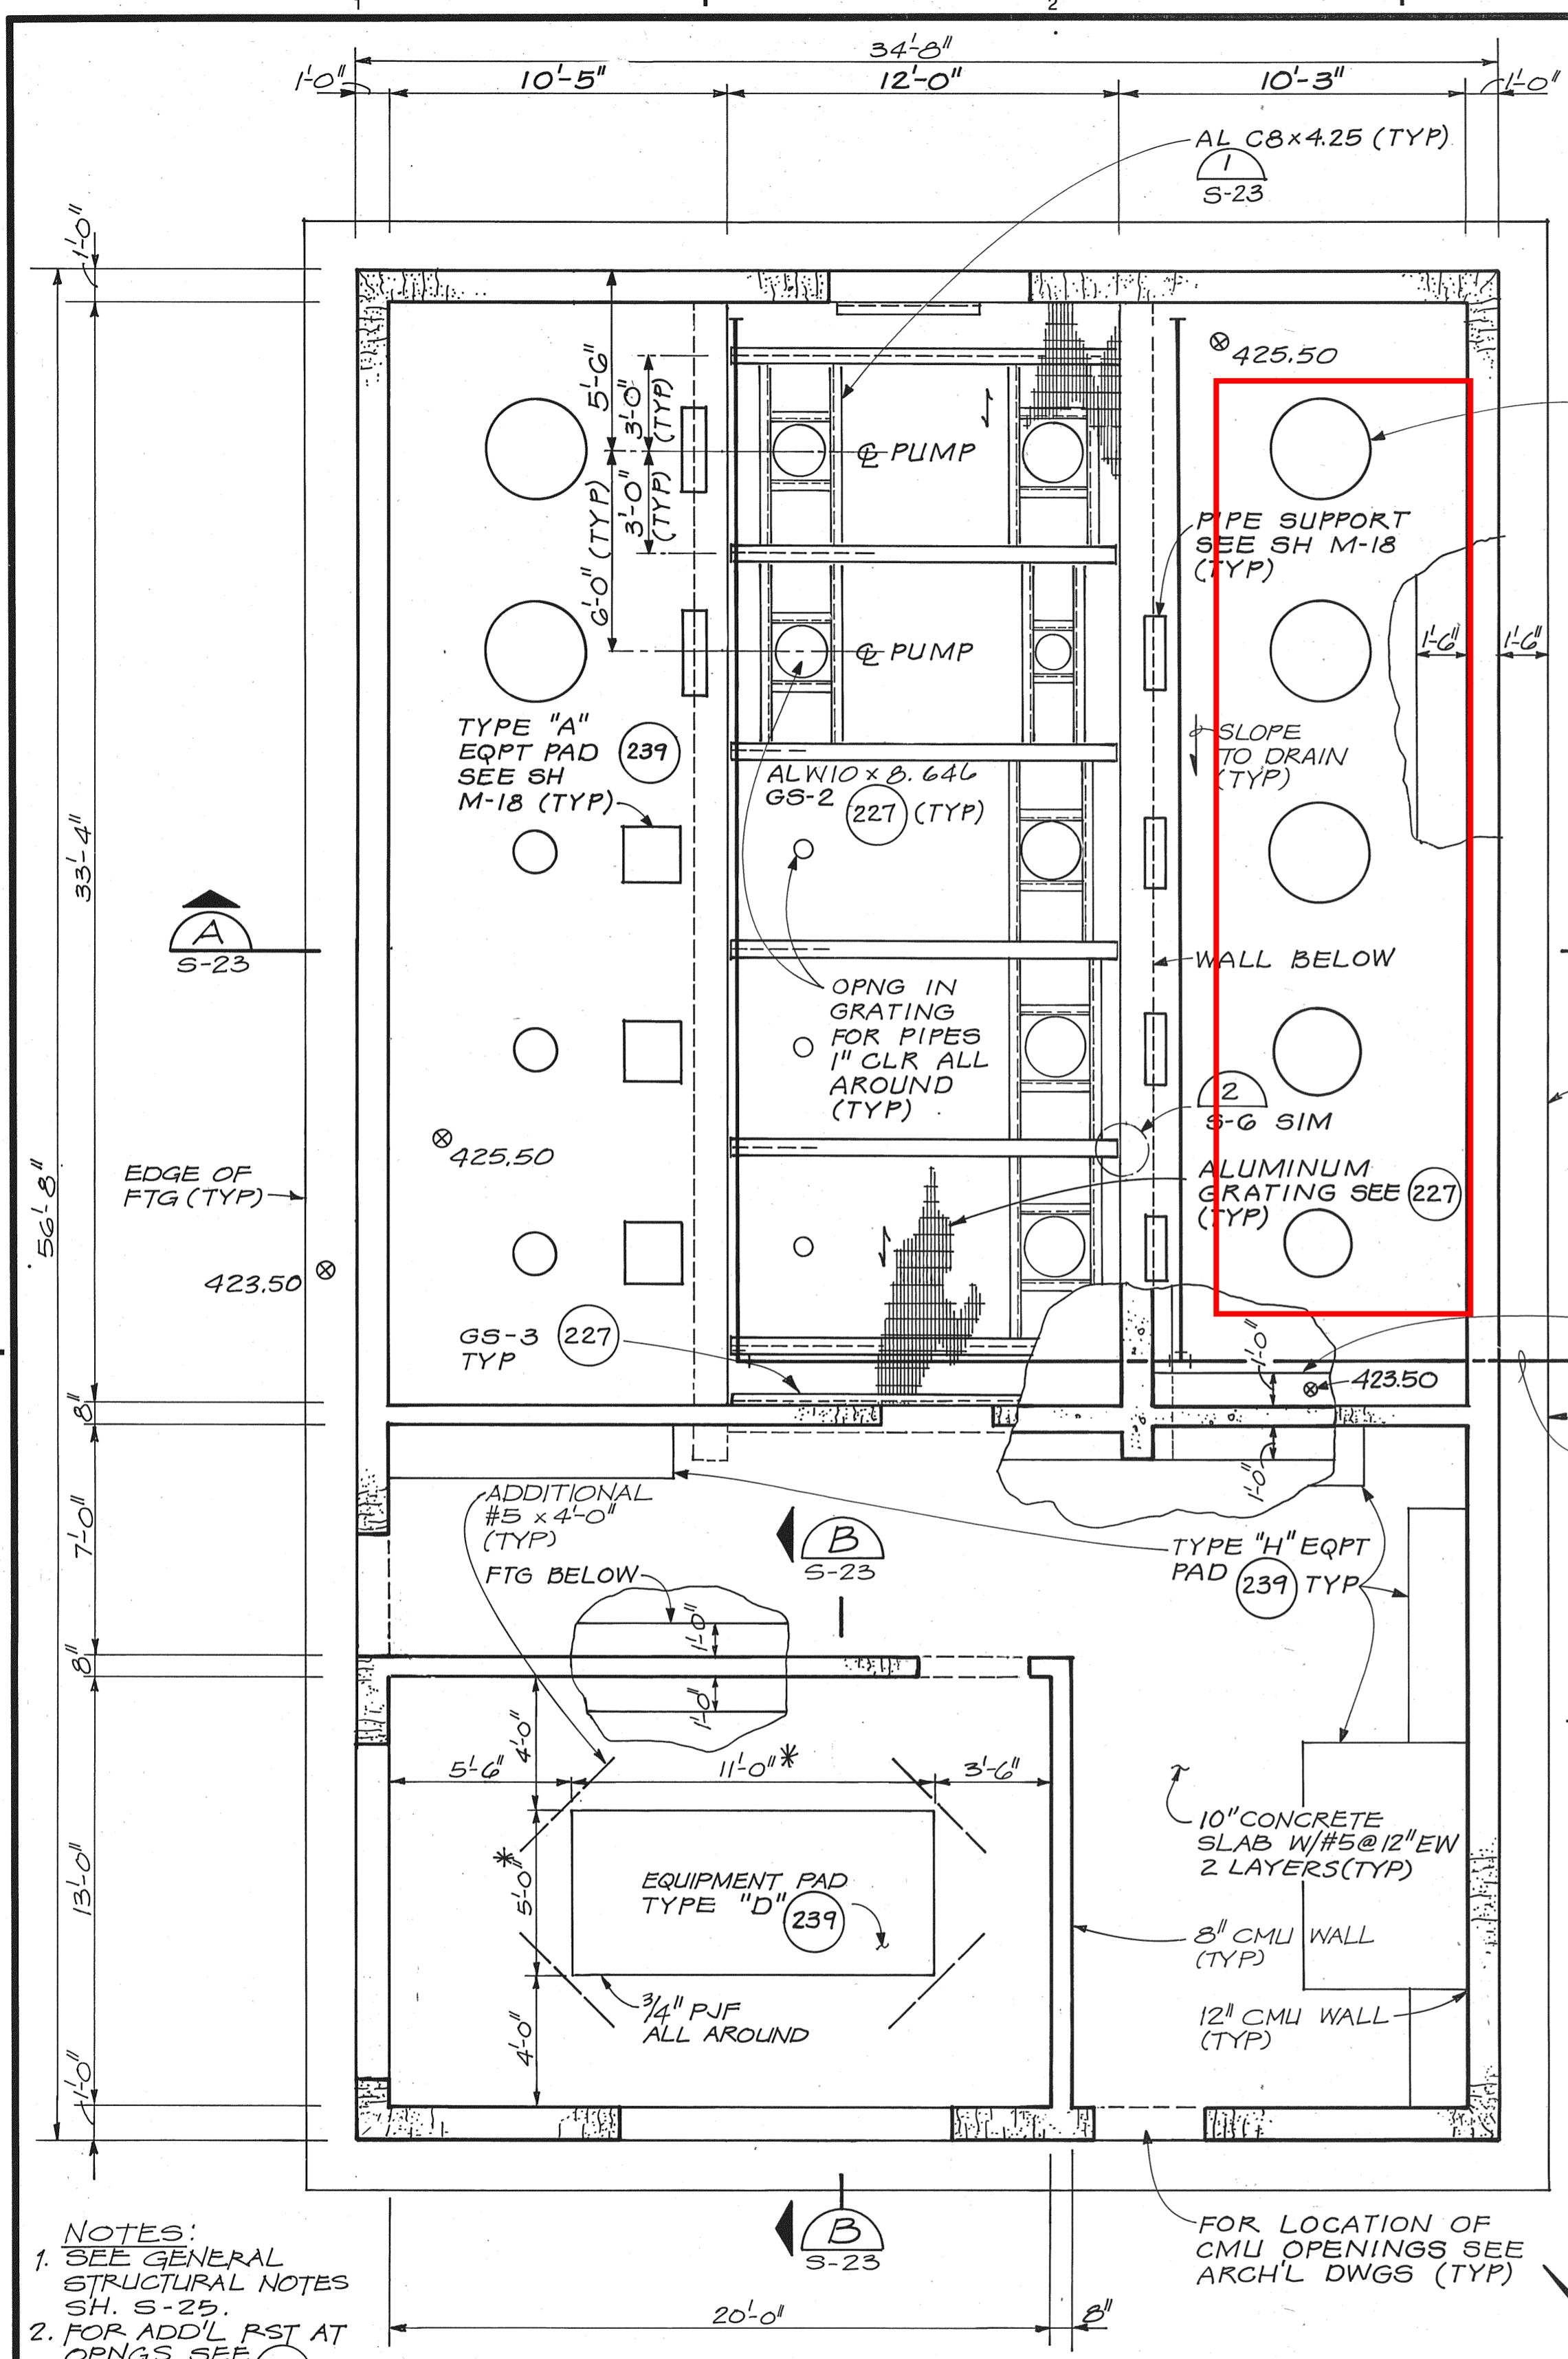 1
2
34'-8"
1'-0"
10'-5"
12'-0"
10'-3"
1'-0"
AL C8×4.25 (TYP)
1
S-23
1'-0"
5'-6"
3'-0"
(TYP)
425.50
℄ PUMP
3'-0"
(TYP)
6'-0" (TYP)
PIPE SUPPORT
SEE SH M-18
(TYP)
℄ PUMP
1'-6"
1'-6"
TYPE "A"
EQPT PAD
SEE SH
M-18 (TYP)
239
SLOPE
TO DRAIN
(TYP)
AL W10 × 8.646
GS-2
227
(TYP)
33'-4"
A
S-23
WALL BELOW
OPNG IN
GRATING
FOR PIPES
1" CLR ALL
AROUND
(TYP)
2
S-6 SIM
425.50
ALUMINUM
GRATING SEE 227
(TYP)
EDGE OF
FTG (TYP)
56'-8"
423.50
GS-3
TYP
227
1'-0"
423.50
8"
1'-0"
ADDITIONAL
#5 × 4'-0"
(TYP)
7'-0"
B
S-23
TYPE "H" EQPT
PAD 239 TYP
FTG BELOW
1'-0"
8"
1'-0"
4'-0"
5'-6"
11'-0"*
3'-6"
10" CONCRETE
SLAB W/#5@12" EW
2 LAYERS (TYP)
13'-0"
*
5'-0"
EQUIPMENT PAD
TYPE "D"
239
8" CMU WALL
(TYP)
3/4" PJF
ALL AROUND
12" CMU WALL
(TYP)
4'-0"
1'-0"
B
S-23
FOR LOCATION OF
CMU OPENINGS SEE
ARCH'L DWGS (TYP)
NOTES:
1. SEE GENERAL
STRUCTURAL NOTES
SH. S-25.
2. FOR ADD'L RST AT
OPNGS SEE
20'-0"
8"